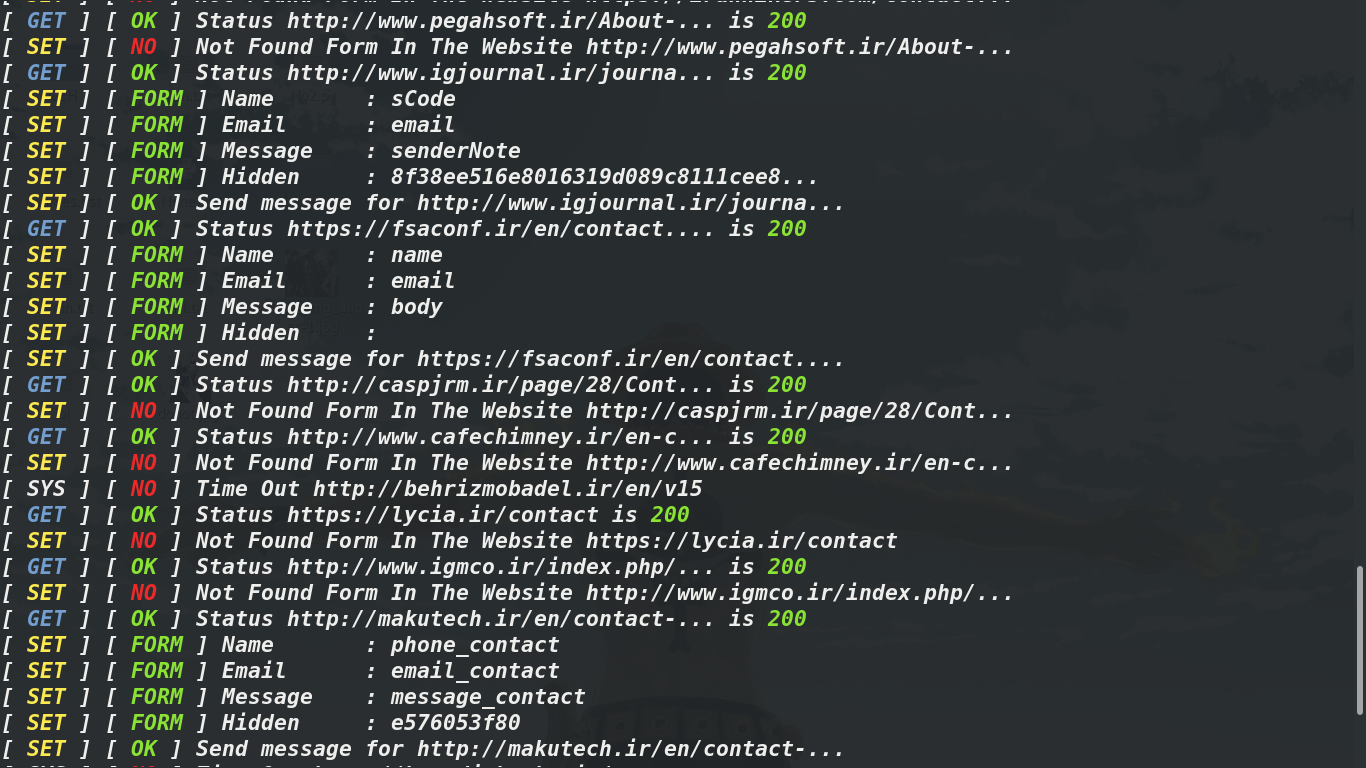 [ GET ] [ OK ] Status http://www.pegahsoft.ir/About-... is 200
[ SET ] [ NO ] Not Found Form In The Website http://www.pegahsoft.ir/About-...
[ GET ] [ OK ] Status http://www.igjournal.ir/journa... is 200
[ SET ] [ FORM ] Name       : sCode
[ SET ] [ FORM ] Email      : email
[ SET ] [ FORM ] Message    : senderNote
[ SET ] [ FORM ] Hidden     : 8f38ee516e8016319d089c8111cee8...
[ SET ] [ OK ] Send message for http://www.igjournal.ir/journa...
[ GET ] [ OK ] Status https://fsaconf.ir/en/contact.... is 200
[ SET ] [ FORM ] Name       : name
[ SET ] [ FORM ] Email      : email
[ SET ] [ FORM ] Message    : body
[ SET ] [ FORM ] Hidden     :
[ SET ] [ OK ] Send message for https://fsaconf.ir/en/contact....
[ GET ] [ OK ] Status http://caspjrm.ir/page/28/Cont... is 200
[ SET ] [ NO ] Not Found Form In The Website http://caspjrm.ir/page/28/Cont...
[ GET ] [ OK ] Status http://www.cafechimney.ir/en-c... is 200
[ SET ] [ NO ] Not Found Form In The Website http://www.cafechimney.ir/en-c...
[ SYS ] [ NO ] Time Out http://behrizmobadel.ir/en/v15
[ GET ] [ OK ] Status https://lycia.ir/contact is 200
[ SET ] [ NO ] Not Found Form In The Website https://lycia.ir/contact
[ GET ] [ OK ] Status http://www.igmco.ir/index.php/... is 200
[ SET ] [ NO ] Not Found Form In The Website http://www.igmco.ir/index.php/...
[ GET ] [ OK ] Status http://makutech.ir/en/contact-... is 200
[ SET ] [ FORM ] Name       : phone_contact
[ SET ] [ FORM ] Email      : email_contact
[ SET ] [ FORM ] Message    : message_contact
[ SET ] [ FORM ] Hidden     : e576053f80
[ SET ] [ OK ] Send message for http://makutech.ir/en/contact-...